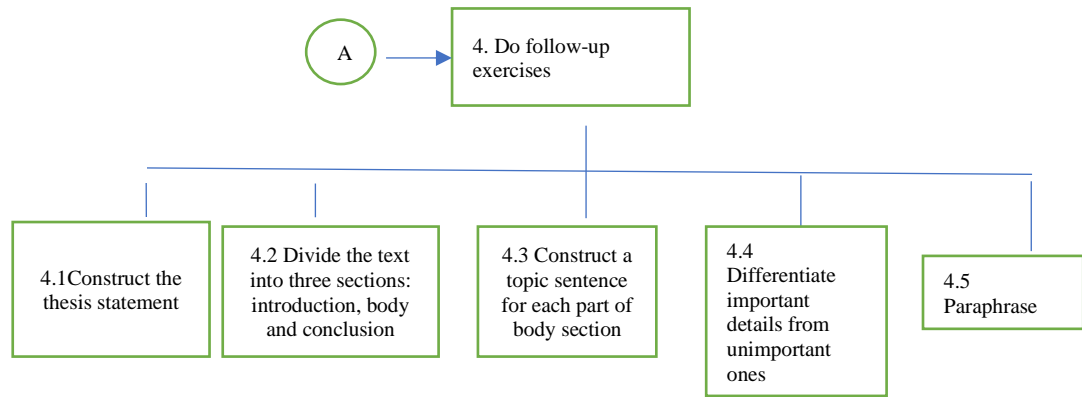 A
4. Do follow-up
exercises
4.1Construct the
thesis statement
4.2 Divide the text
into three sections:
introduction, body
and conclusion
4.3 Construct a
topic sentence
for each part of
body section
4.4
Differentiate
important
details from
unimportant
ones
4.5
Paraphrase